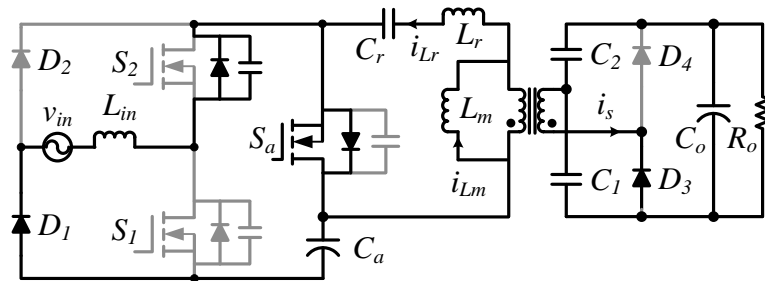 D2
S2
Cr
iLr
Lr
C2
D4
vin
Lin
Sa
Lm
is
Co
Ro
iLm
D1
S1
Ca
C1
D3